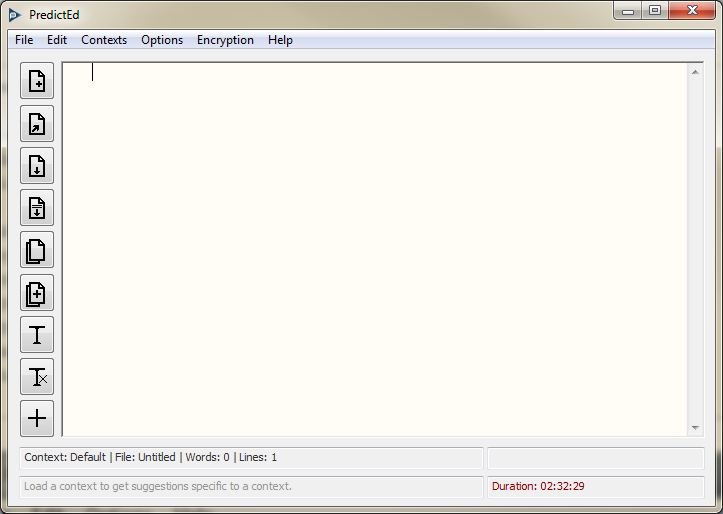 PredictEd
File Edit Contexts Options Encryption Help
Context: Default | File: Untitled | Words: 0 | Lines: 1
Load a context to get suggestions specific to a context.
Duration: 02:32:29